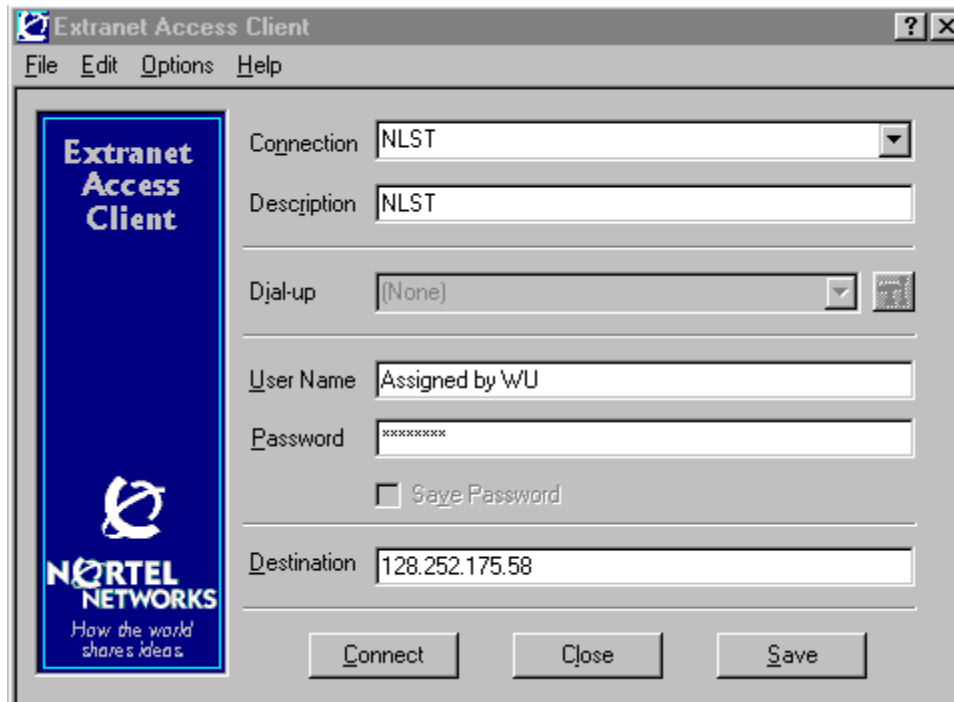 Extranet Access Client
File Edit Options Help
Extranet
Access
Client
Connection NLST
Description NLST
Dial-up (None)
User Name Assigned by WU
Password ********
Save Password
Destination 128.252.175.58
NORTEL
NETWORKS
How the world
shares ideas.
Connect Close Save